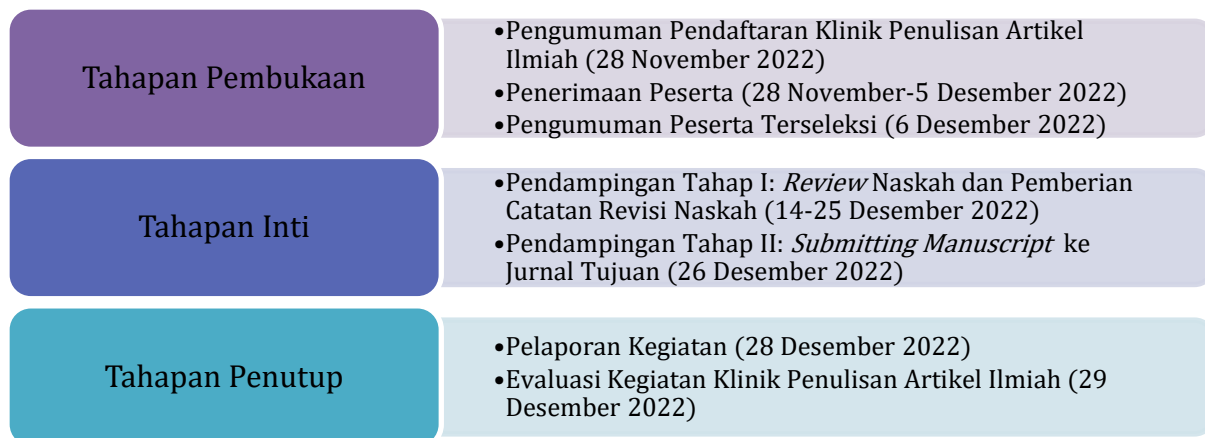 Tahapan Pembukaan
•Pengumuman Pendaftaran Klinik Penulisan Artikel
Ilmiah (28 November 2022)
•Penerimaan Peserta (28 November-5 Desember 2022)
•Pengumuman Peserta Terseleksi (6 Desember 2022)
Tahapan Inti
•Pendampingan Tahap I: Review Naskah dan Pemberian
Catatan Revisi Naskah (14-25 Desember 2022)
•Pendampingan Tahap II: Submitting Manuscript ke
Jurnal Tujuan (26 Desember 2022)
Tahapan Penutup
•Pelaporan Kegiatan (28 Desember 2022)
•Evaluasi Kegiatan Klinik Penulisan Artikel Ilmiah (29
Desember 2022)